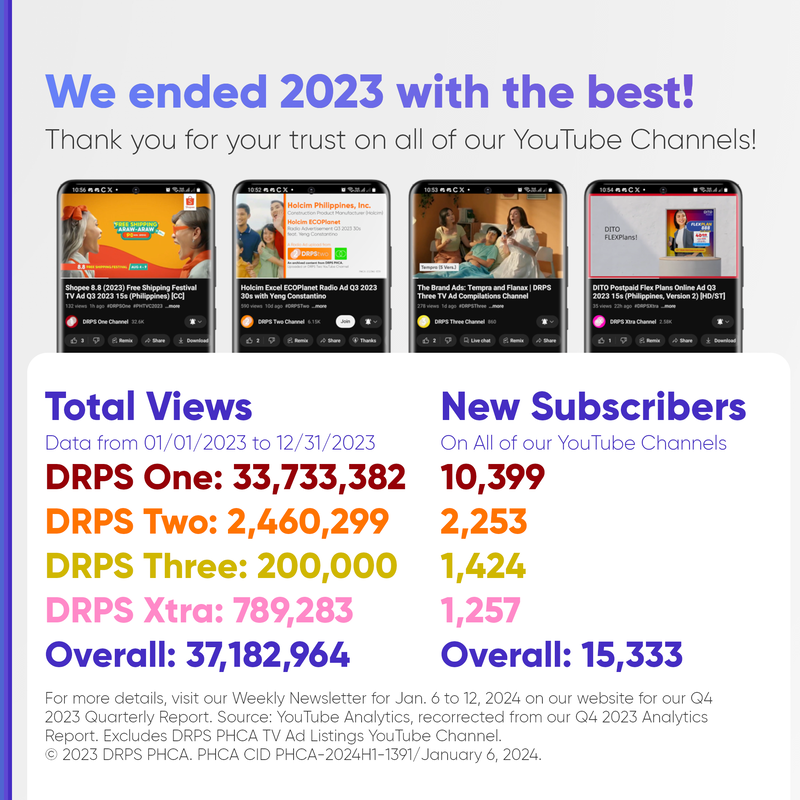 We ended 2023 with the best!
Thank you for your trust on all of our YouTube Channels!
10:56
10:52
10:53
10:54
FREE SHIPPING
ARAW-ARAW
8.8 FREE SHIPPING FESTIVAL
Shopee 8.8 (2023) Free Shipping Festival
TV Ad Q3 2023 15s (Philippines) [CC]
132 views 1h ago #DRPSOne #PHTVC2023 ...more
DRPS One Channel 32.6K
3 Remix Share Download
Holcim Philippines, Inc.
Construction Product Manufacturer (Holcim)
Holcim ECOPlanet
Radio Advertisement Q3 2023 30s
feat. Yeng Constantino
DRPSTwo
Holcim Excel ECOPlanet Radio Ad Q3 2023
30s with Yeng Constantino
390 views 10d ago #DRPSTwo ...more
DRPS Two Channel 6.15K Join
2 Remix Share Thanks
Tempra (5 Vers.)
The Brand Ads: Tempra and Flanax | DRPS
Three TV Ad Compilations Channel
278 views 1d ago #DRPSThree ...more
DRPS Three Channel 860
2 Live chat Remix Share
DITO
FLEXPlans!
FLEXPLAN
DITO Postpaid Flex Plans Online Ad Q3
2023 15s (Philippines, Version 2) [HD/ST]
35 views 22h ago #DRPSXtra ...more
DRPS Xtra Channel 2.58K
1 Remix Share Download
Total Views
Data from 01/01/2023 to 12/31/2023
DRPS One: 33,733,382
DRPS Two: 2,460,299
DRPS Three: 200,000
DRPS Xtra: 789,283
Overall: 37,182,964
New Subscribers
On All of our YouTube Channels
10,399
2,253
1,424
1,257
Overall: 15,333
For more details, visit our Weekly Newsletter for Jan. 6 to 12, 2024 on our website for our Q4
2023 Quarterly Report. Source: YouTube Analytics, recorrected from our Q4 2023 Analytics
Report. Excludes DRPS PHCA TV Ad Listings YouTube Channel.
© 2023 DRPS PHCA. PHCA CID PHCA-2024H1-1391/January 6, 2024.